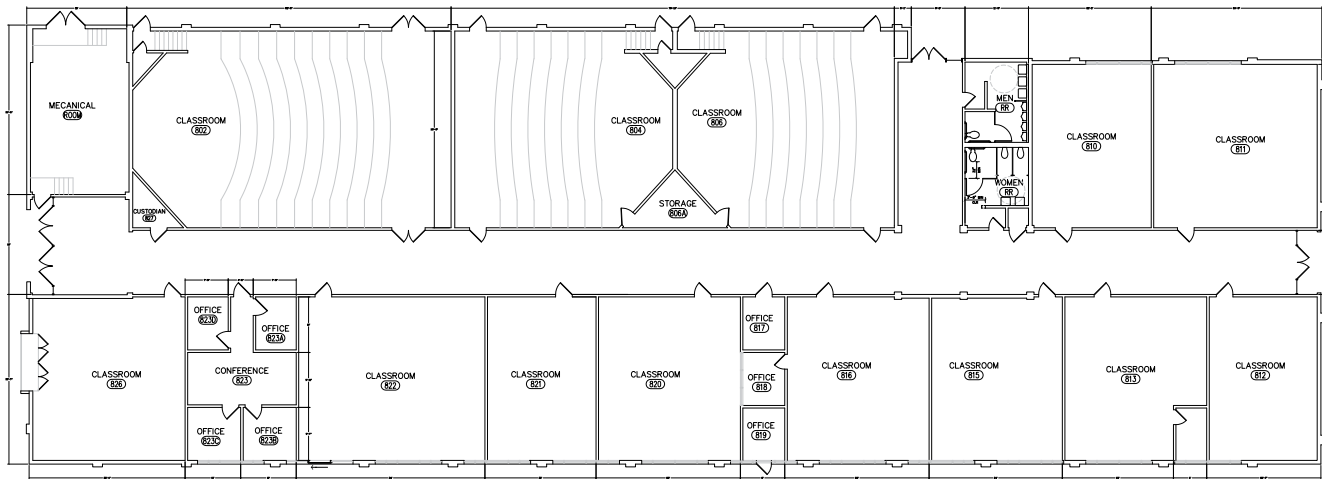 MECANICAL
ROOM
CLASSROOM
802
CLASSROOM
804
CLASSROOM
806
MEN
RR
CLASSROOM
810
CLASSROOM
811
WOMEN
RR
CUSTODIAN
827
STORAGE
806A
OFFICE
823D
OFFICE
823A
OFFICE
817
CLASSROOM
826
CONFERENCE
823
CLASSROOM
822
CLASSROOM
821
CLASSROOM
820
OFFICE
818
CLASSROOM
816
CLASSROOM
815
CLASSROOM
813
CLASSROOM
812
OFFICE
823C
OFFICE
823B
OFFICE
819